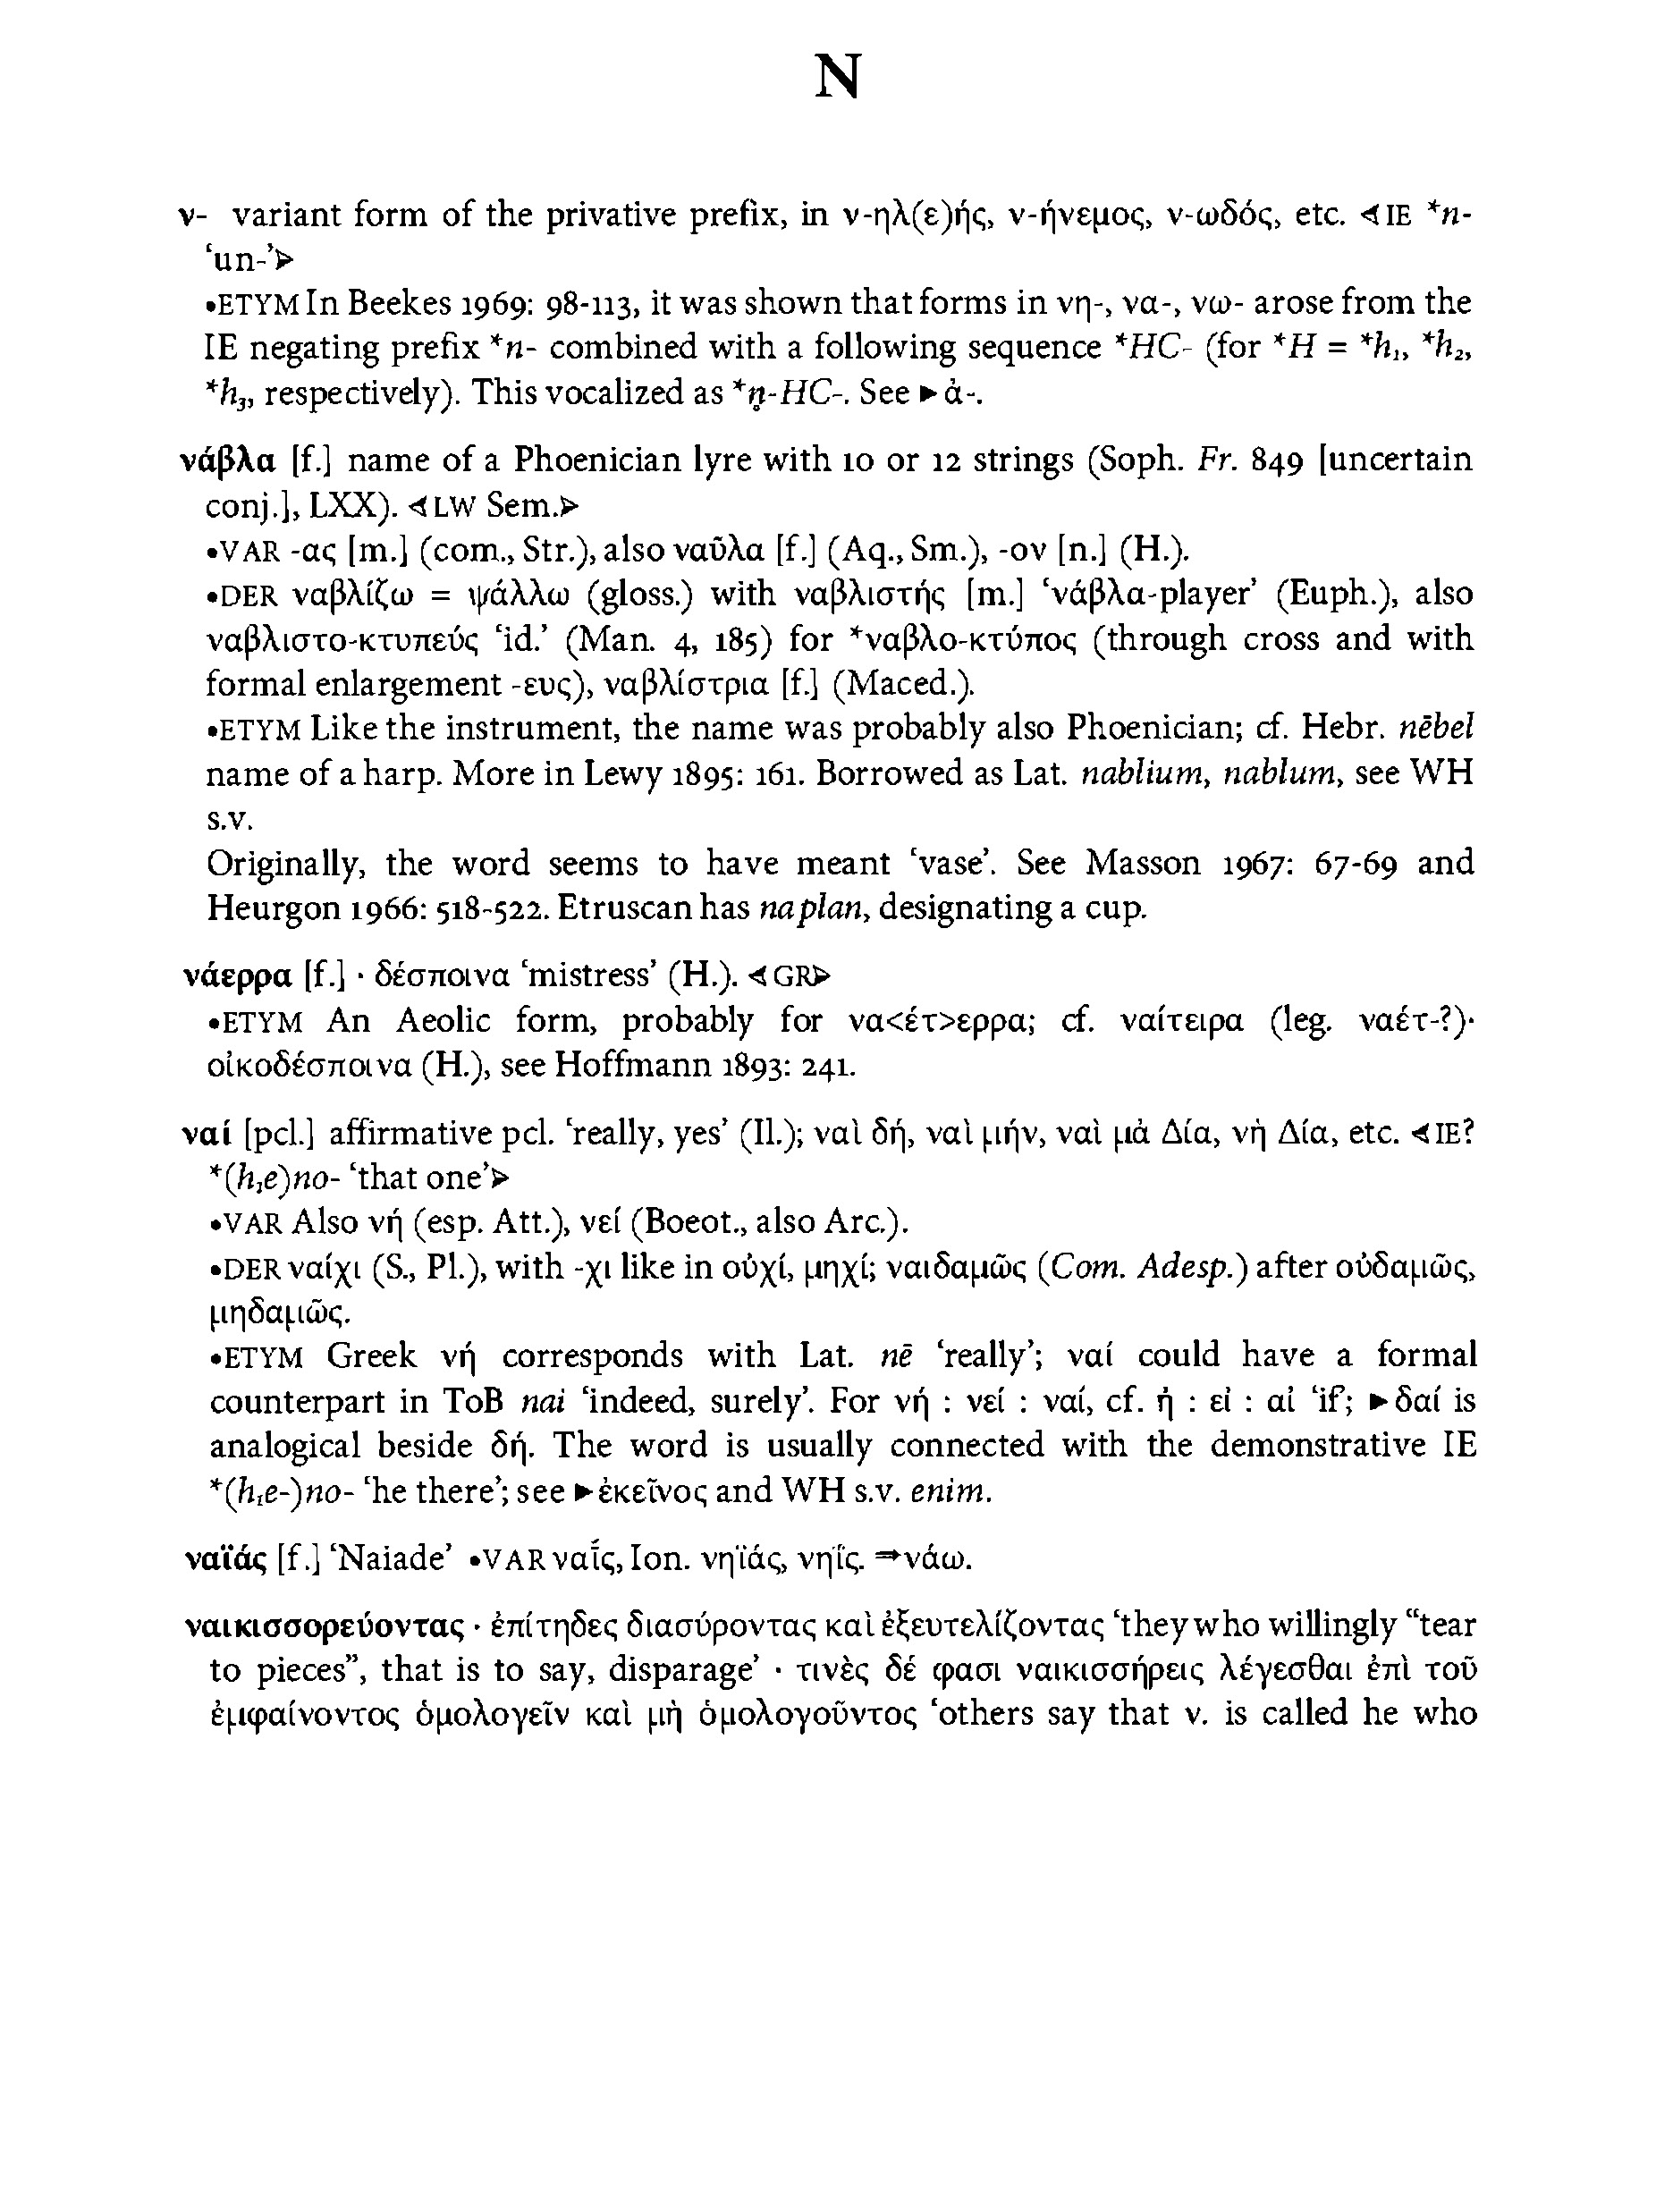 N
ν- variant form of the privative prefix, in ν-ηλ(ε)ής, ν-ήνεμος, ν-ωδός, etc. ⊲IE *n-
‘un-’⊳
•ETYM In Beekes 1969: 98-113, it was shown that forms in νη-, να-, νω- arose from the
IE negating prefix *n- combined with a following sequence *HC- (for *H = *h₁, *h₂,
*h₃, respectively). This vocalized as *n̥-HC-. See ►ἀ-.
νάβλα [f.] name of a Phoenician lyre with 10 or 12 strings (Soph. Fr. 849 [uncertain
conj.], LXX). ⊲LW Sem.⊳
•VAR -ας [m.] (com., Str.), also ναῦλα [f.] (Aq., Sm.), -ον [n.] (H.).
•DER ναβλίζω = ψάλλω (gloss.) with ναβλιστής [m.] ‘νάβλα-player’ (Euph.), also
ναβλιστο-κτυπεύς ‘id.’ (Man. 4, 185) for *ναβλο-κτύπος (through cross and with
formal enlargement -ευς), ναβλίστρια [f.] (Maced.).
•ETYM Like the instrument, the name was probably also Phoenician; cf. Hebr. nēbel
name of a harp. More in Lewy 1895: 161. Borrowed as Lat. nablium, nablum, see WH
s.v.
Originally, the word seems to have meant ‘vase’. See Masson 1967: 67-69 and
Heurgon 1966: 518-522. Etruscan has naplan, designating a cup.
νάερρα [f.] · δέσποινα ‘mistress’ (H.). ⊲GR⊳
•ETYM An Aeolic form, probably for να<έτ>ερρα; cf. ναίτειρα (leg. ναέτ-?)·
οἰκοδέσποινα (H.), see Hoffmann 1893: 241.
ναί [pcl.] affirmative pcl. ‘really, yes’ (Il.); ναὶ δή, ναὶ μήν, ναὶ μὰ Δία, νὴ Δία, etc. ⊲IE?
*(h₁e)no- ‘that one’⊳
•VAR Also νή (esp. Att.), νεί (Boeot., also Arc.).
•DER ναίχι (S., Pl.), with -χι like in οὐχί, μηχί; ναιδαμῶς (Com. Adesp.) after οὐδαμῶς,
μηδαμῶς.
•ETYM Greek νή corresponds with Lat. nē ‘really’; ναί could have a formal
counterpart in ToB nai ‘indeed, surely’. For νή : νεί : ναί, cf. ἠ : εἰ : αἰ ‘if’; ►δαί is
analogical beside δή. The word is usually connected with the demonstrative IE
*(h₁e-)no- ‘he there’; see ►ἐκεῖνος and WH s.v. enim.
ναϊάς [f.] ‘Naiade’ •VAR ναΐς, Ion. νηϊάς, νηΐς. ⇒νάω.
ναικισσορεύοντας · ἐπίτηδες διασύροντας καὶ ἐξευτελίζοντας ‘they who willingly “tear
to pieces”, that is to say, disparage’ · τινὲς δέ φασι ναικισσήρεις λέγεσθαι ἐπὶ τοῦ
ἐμφαίνοντος ὁμολογεῖν καὶ μὴ ὁμολογοῦντος ‘others say that ν. is called he who